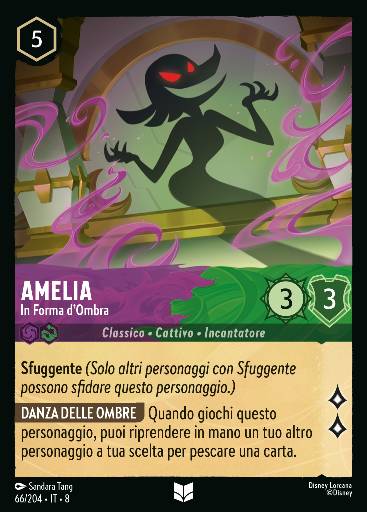 5
AMELIA
In Forma d'Ombra
3
3
Classico • Cattivo • Incantatore
Sfuggente (Solo altri personaggi con Sfuggente
possono sfidare questo personaggio.)
DANZA DELLE OMBRE Quando giochi questo
personaggio, puoi riprendere in mano un tuo altro
personaggio a tua scelta per pescare una carta.
Sandara Tang
66/204 • IT • 8
Disney Lorcana
©Disney